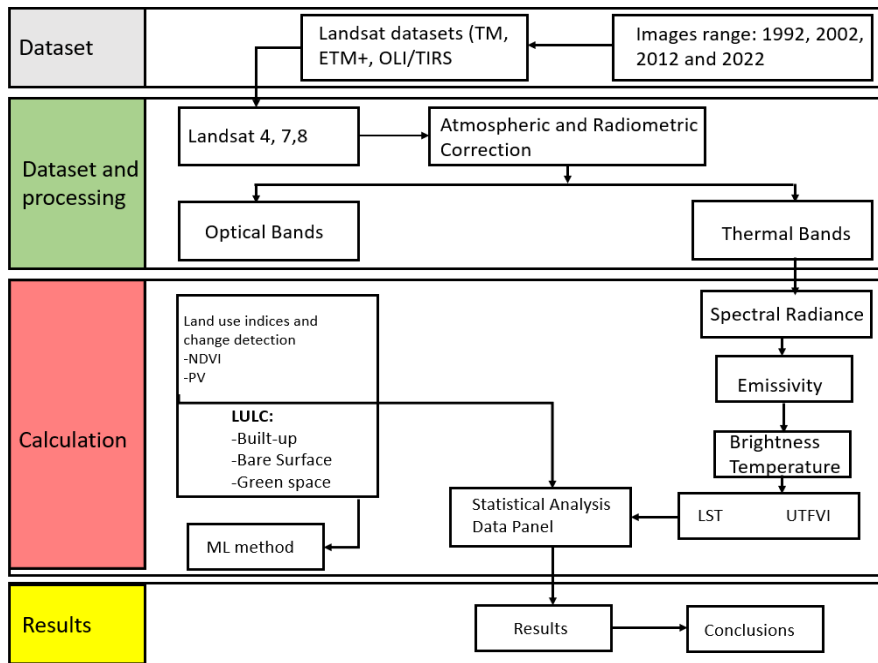 Dataset
Landsat datasets (TM,
ETM+, OLI/TIRS
Images range: 1992, 2002,
2012 and 2022
Dataset and
processing
Landsat 4, 7,8
Atmospheric and Radiometric
Correction
Optical Bands
Thermal Bands
Calculation
Land use indices and
change detection
-NDVI
-PV
LULC:
-Built-up
-Bare Surface
-Green space
ML method
Spectral Radiance
Emissivity
Brightness
Temperature
LST UTFVI
Statistical Analysis
Data Panel
Results
Results
Conclusions